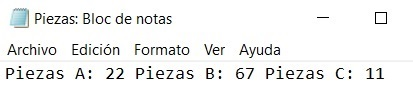 Piezas: Bloc de notas
Archivo Edición Formato Ver Ayuda
Piezas A: 22 Piezas B: 67 Piezas C: 11